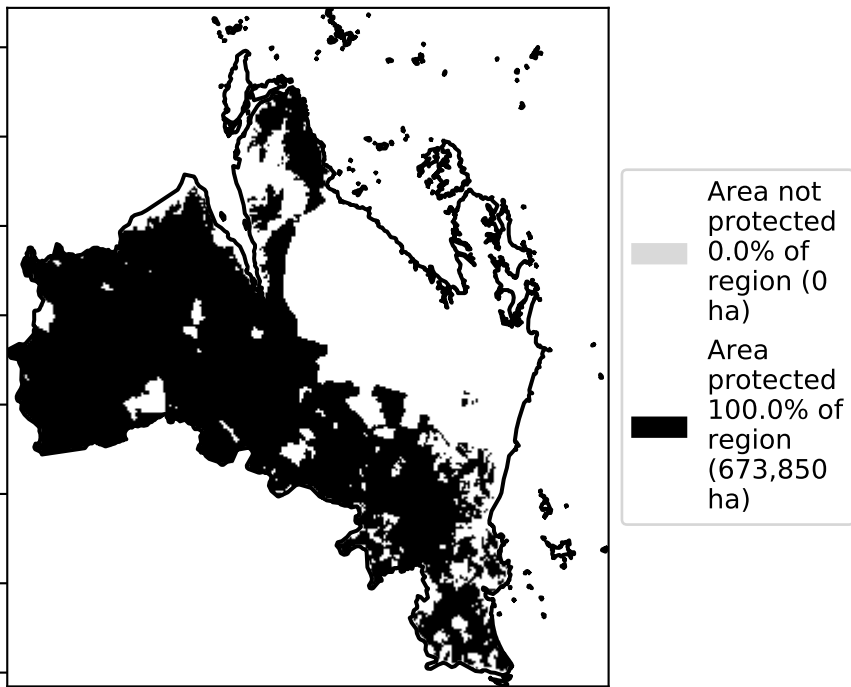 Area not
protected
0.0% of
region (0
ha)
Area
protected
100.0% of
region
(673,850
ha)